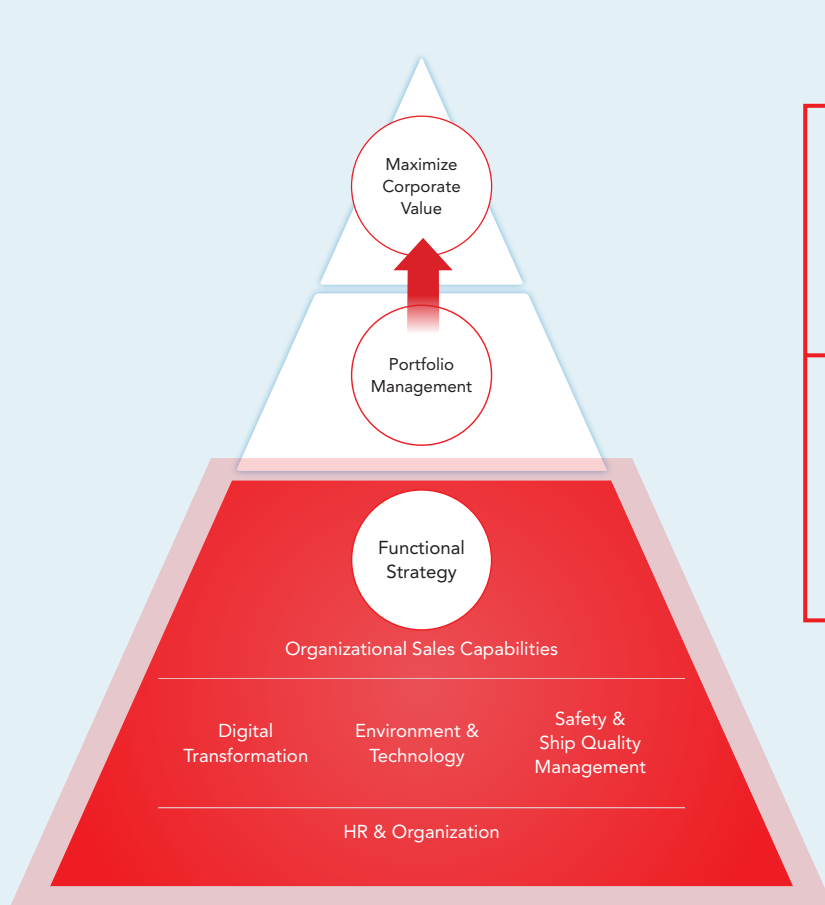 Maximize
Corporate
Value
Portfolio
Management
Functional
Strategy
Organizational Sales Capabilities
Digital
Transformation
Environment &
Technology
Safety &
Ship Quality
Management
HR & Organization